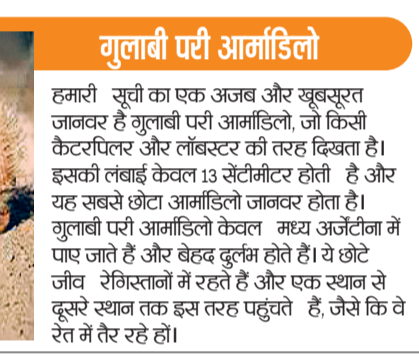 गुलाबी परी आर्माडिलो
हमारी सूची का एक अजब और खूबसूरत
जानवर है गुलाबी परी आर्माडिलो, जो किसी
कैटरपिलर और लॉबस्टर की तरह दिखता है।
इसकी लंबाई केवल 13 सेंटीमीटर होती है और
यह सबसे छोटा आर्माडिलो जानवर होता है।
गुलाबी परी आर्माडिलो केवल मध्य अर्जेंटीना में
पाए जाते हैं और बेहद दुर्लभ होते हैं। ये छोटे
जीव रेगिस्तानों में रहते हैं और एक स्थान से
दूसरे स्थान तक इस तरह पहुंचते हैं, जैसे कि वे
रेत में तैर रहे हों।